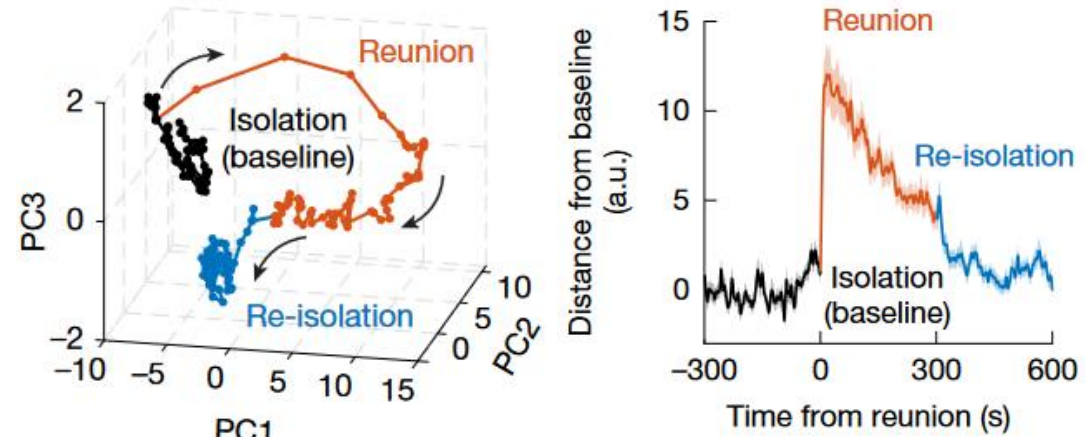 Reunion
Isolation
(baseline)
Re-isolation
PC3
2
0
−2
−10
−5
0
5
10
15
PC1
0
5
10
PC2
Distance from baseline
(a.u.)
15
10
5
0
Reunion
Re-isolation
Isolation
(baseline)
−300
0
300
600
Time from reunion (s)